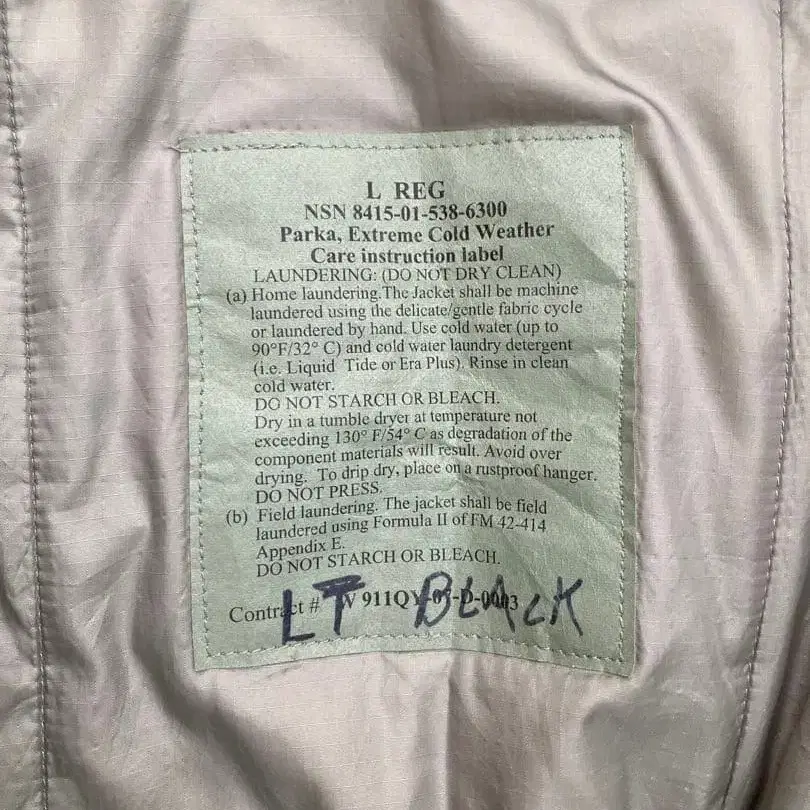 L REG
NSN 8415-01-538-6300
Parka, Extreme Cold Weather
Care instruction label
LAUNDERING: (DO NOT DRY CLEAN)
(a) Home laundering.The Jacket shall be machine
laundered using the delicate/gentle fabric cycle
or laundered by hand. Use cold water (up to
90°F/32° C) and cold water laundry detergent
(i.e. Liquid Tide or Era Plus). Rinse in clean
cold water.
DO NOT STARCH OR BLEACH.
Dry in a tumble dryer at temperature not
exceeding 130° F/54° C as degradation of the
component materials will result. Avoid over
drying. To drip dry, place on a rustproof hanger.
DO NOT PRESS.
(b) Field laundering. The jacket shall be field
laundered using Formula II of FM 42-414
Appendix E.
DO NOT STARCH OR BLEACH.
Contract #
LT BLACK